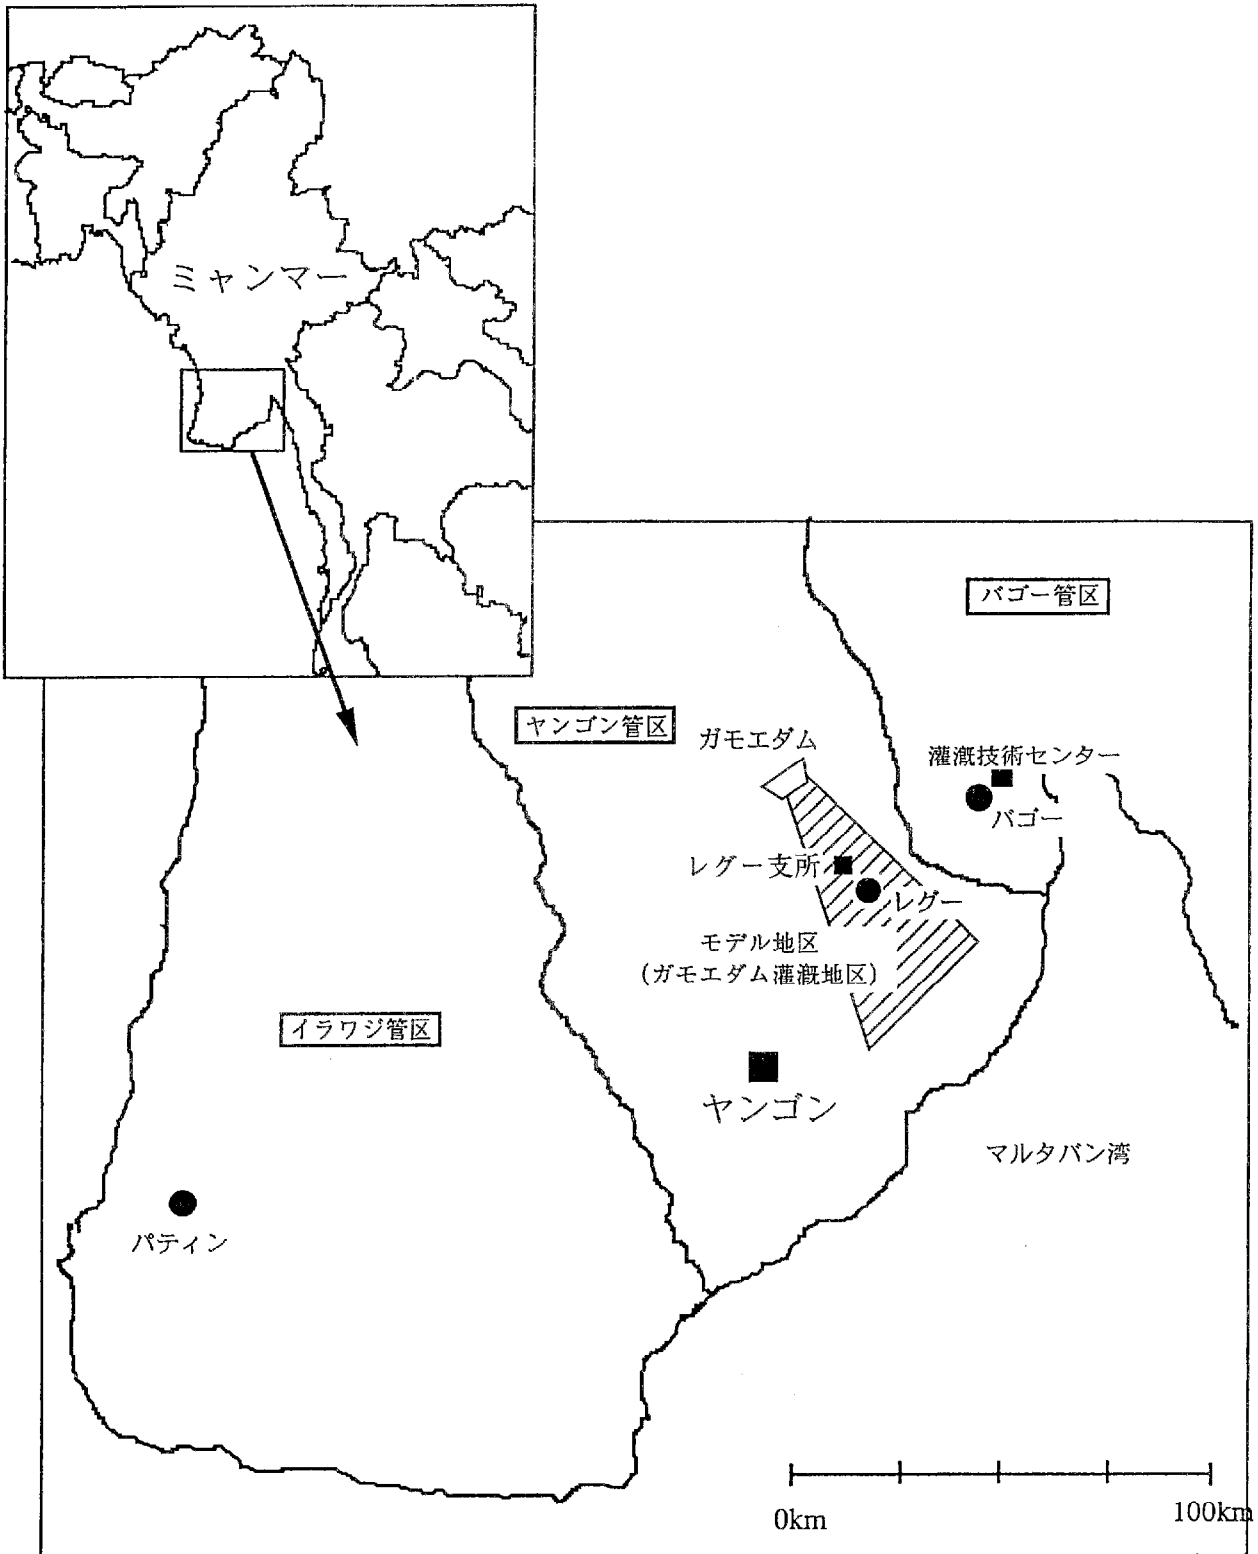 ミャンマー
バゴー管区
ヤンゴン管区
ガモエダム
灌漑技術センター
バゴー
レグー支所
レグー
モデル地区
(ガモエダム灌漑地区)
イラワジ管区
ヤンゴン
マルタバン湾
パティン
0km
100km